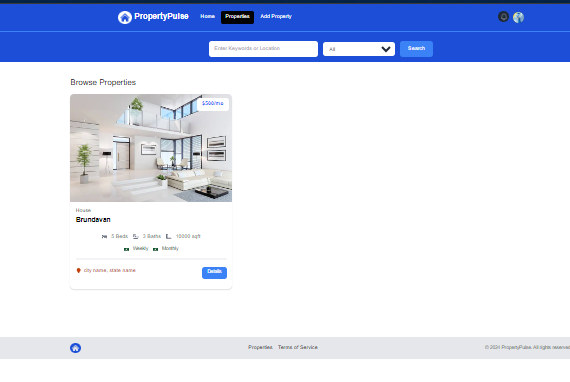 PropertyPulse Home Properties Add Property
Enter Keywords or Location All Search
Browse Properties
$500/mo
House
Brundavan
5 Beds 3 Baths 10000 sqft
Weekly Monthly
city name, state name Details
Properties Terms of Service © 2024 PropertyPulse. All rights reserved